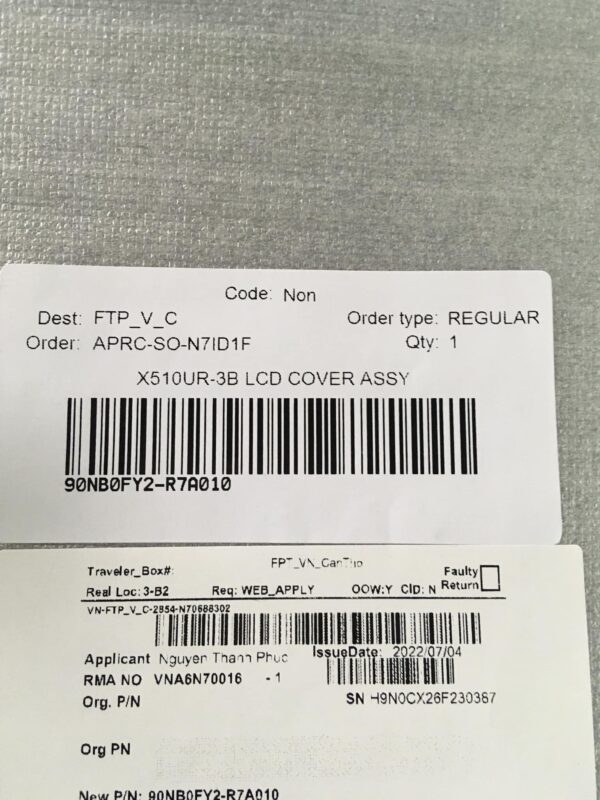 Code: Non
Dest: FTP_V_C Order type: REGULAR
Order: APRC-SO-N7ID1F Qty: 1
X510UR-3B LCD COVER ASSY
90NB0FY2-R7A010
Traveler_Box#: FPT_VN_CanTho Faulty
Real Loc: 3-B2 Req: WEB_APPLY OOW:Y CID: N Return
VN-FTP_V_C-2854-N70688302
Applicant Nguyen Thanh Phuc IssueDate: 2022/07/04
RMA NO VNA6N70016 - 1
Org. P/N SN H9N0CX26F230387
Org PN
New P/N: 90NB0FY2-R7A010